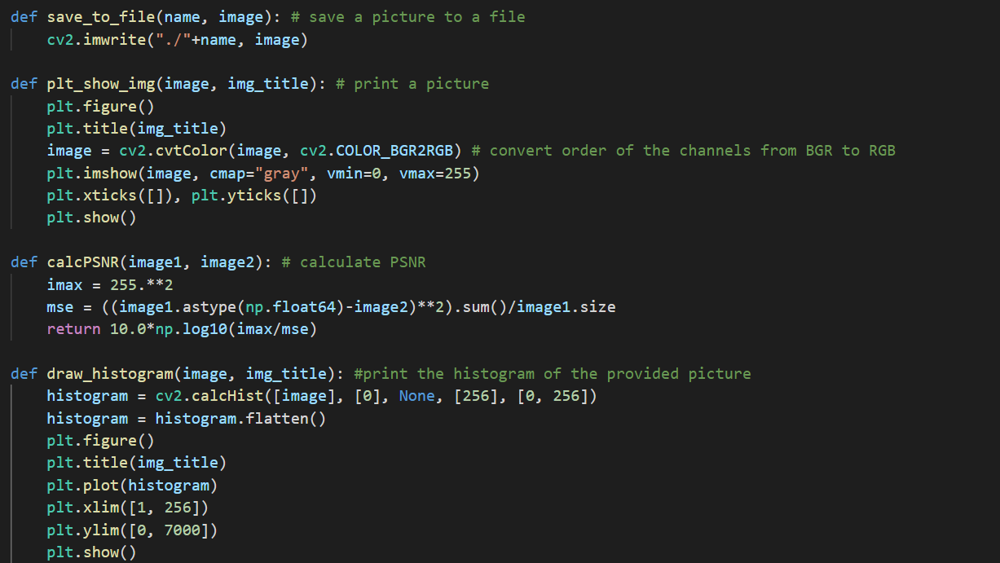 def save_to_file(name, image): # save a picture to a file
    cv2.imwrite("./"+name, image)

def plt_show_img(image, img_title): # print a picture
    plt.figure()
    plt.title(img_title)
    image = cv2.cvtColor(image, cv2.COLOR_BGR2RGB) # convert order of the channels from BGR to RGB
    plt.imshow(image, cmap="gray", vmin=0, vmax=255)
    plt.xticks([]), plt.yticks([])
    plt.show()

def calcPSNR(image1, image2): # calculate PSNR
    imax = 255.**2
    mse = ((image1.astype(np.float64)-image2)**2).sum()/image1.size
    return 10.0*np.log10(imax/mse)

def draw_histogram(image, img_title): #print the histogram of the provided picture
    histogram = cv2.calcHist([image], [0], None, [256], [0, 256])
    histogram = histogram.flatten()
    plt.figure()
    plt.title(img_title)
    plt.plot(histogram)
    plt.xlim([1, 256])
    plt.ylim([0, 7000])
    plt.show()